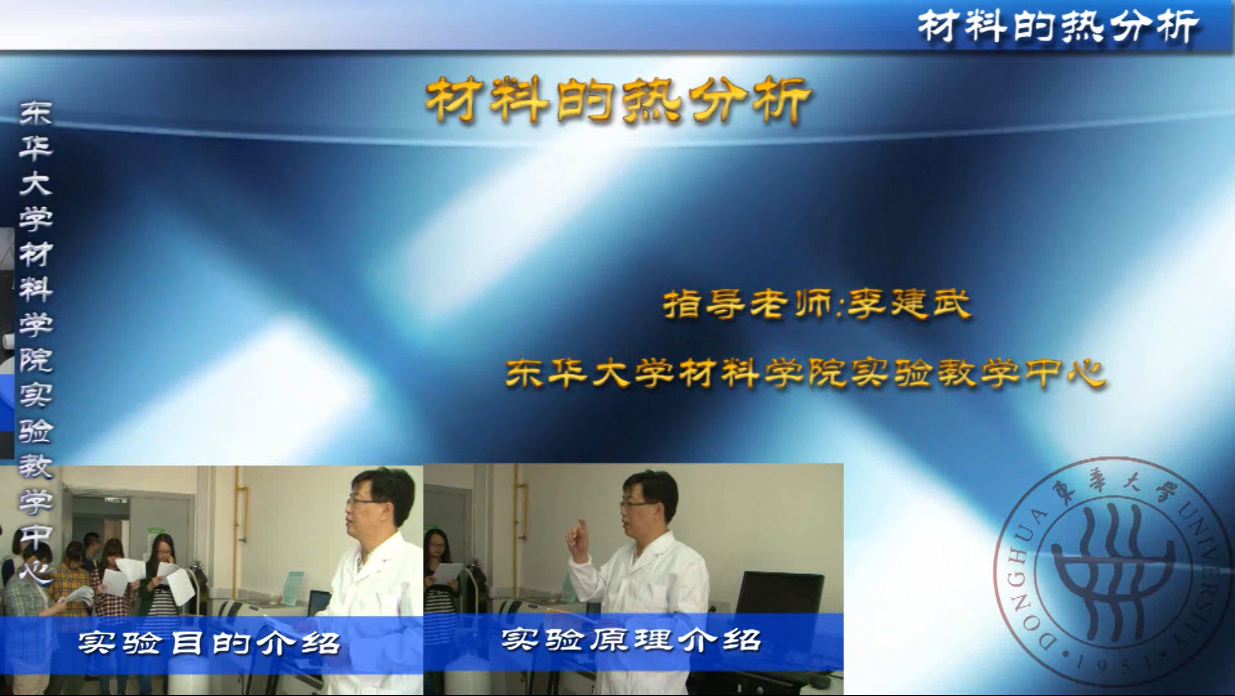 材料的热分析
材料的热分析
东华大学材料学院实验教学中心
指导老师:李建武
东华大学材料学院实验教学中心
实验目的介绍
实验原理介绍
東華大學
DONGHUA UNIVERSITY
1951